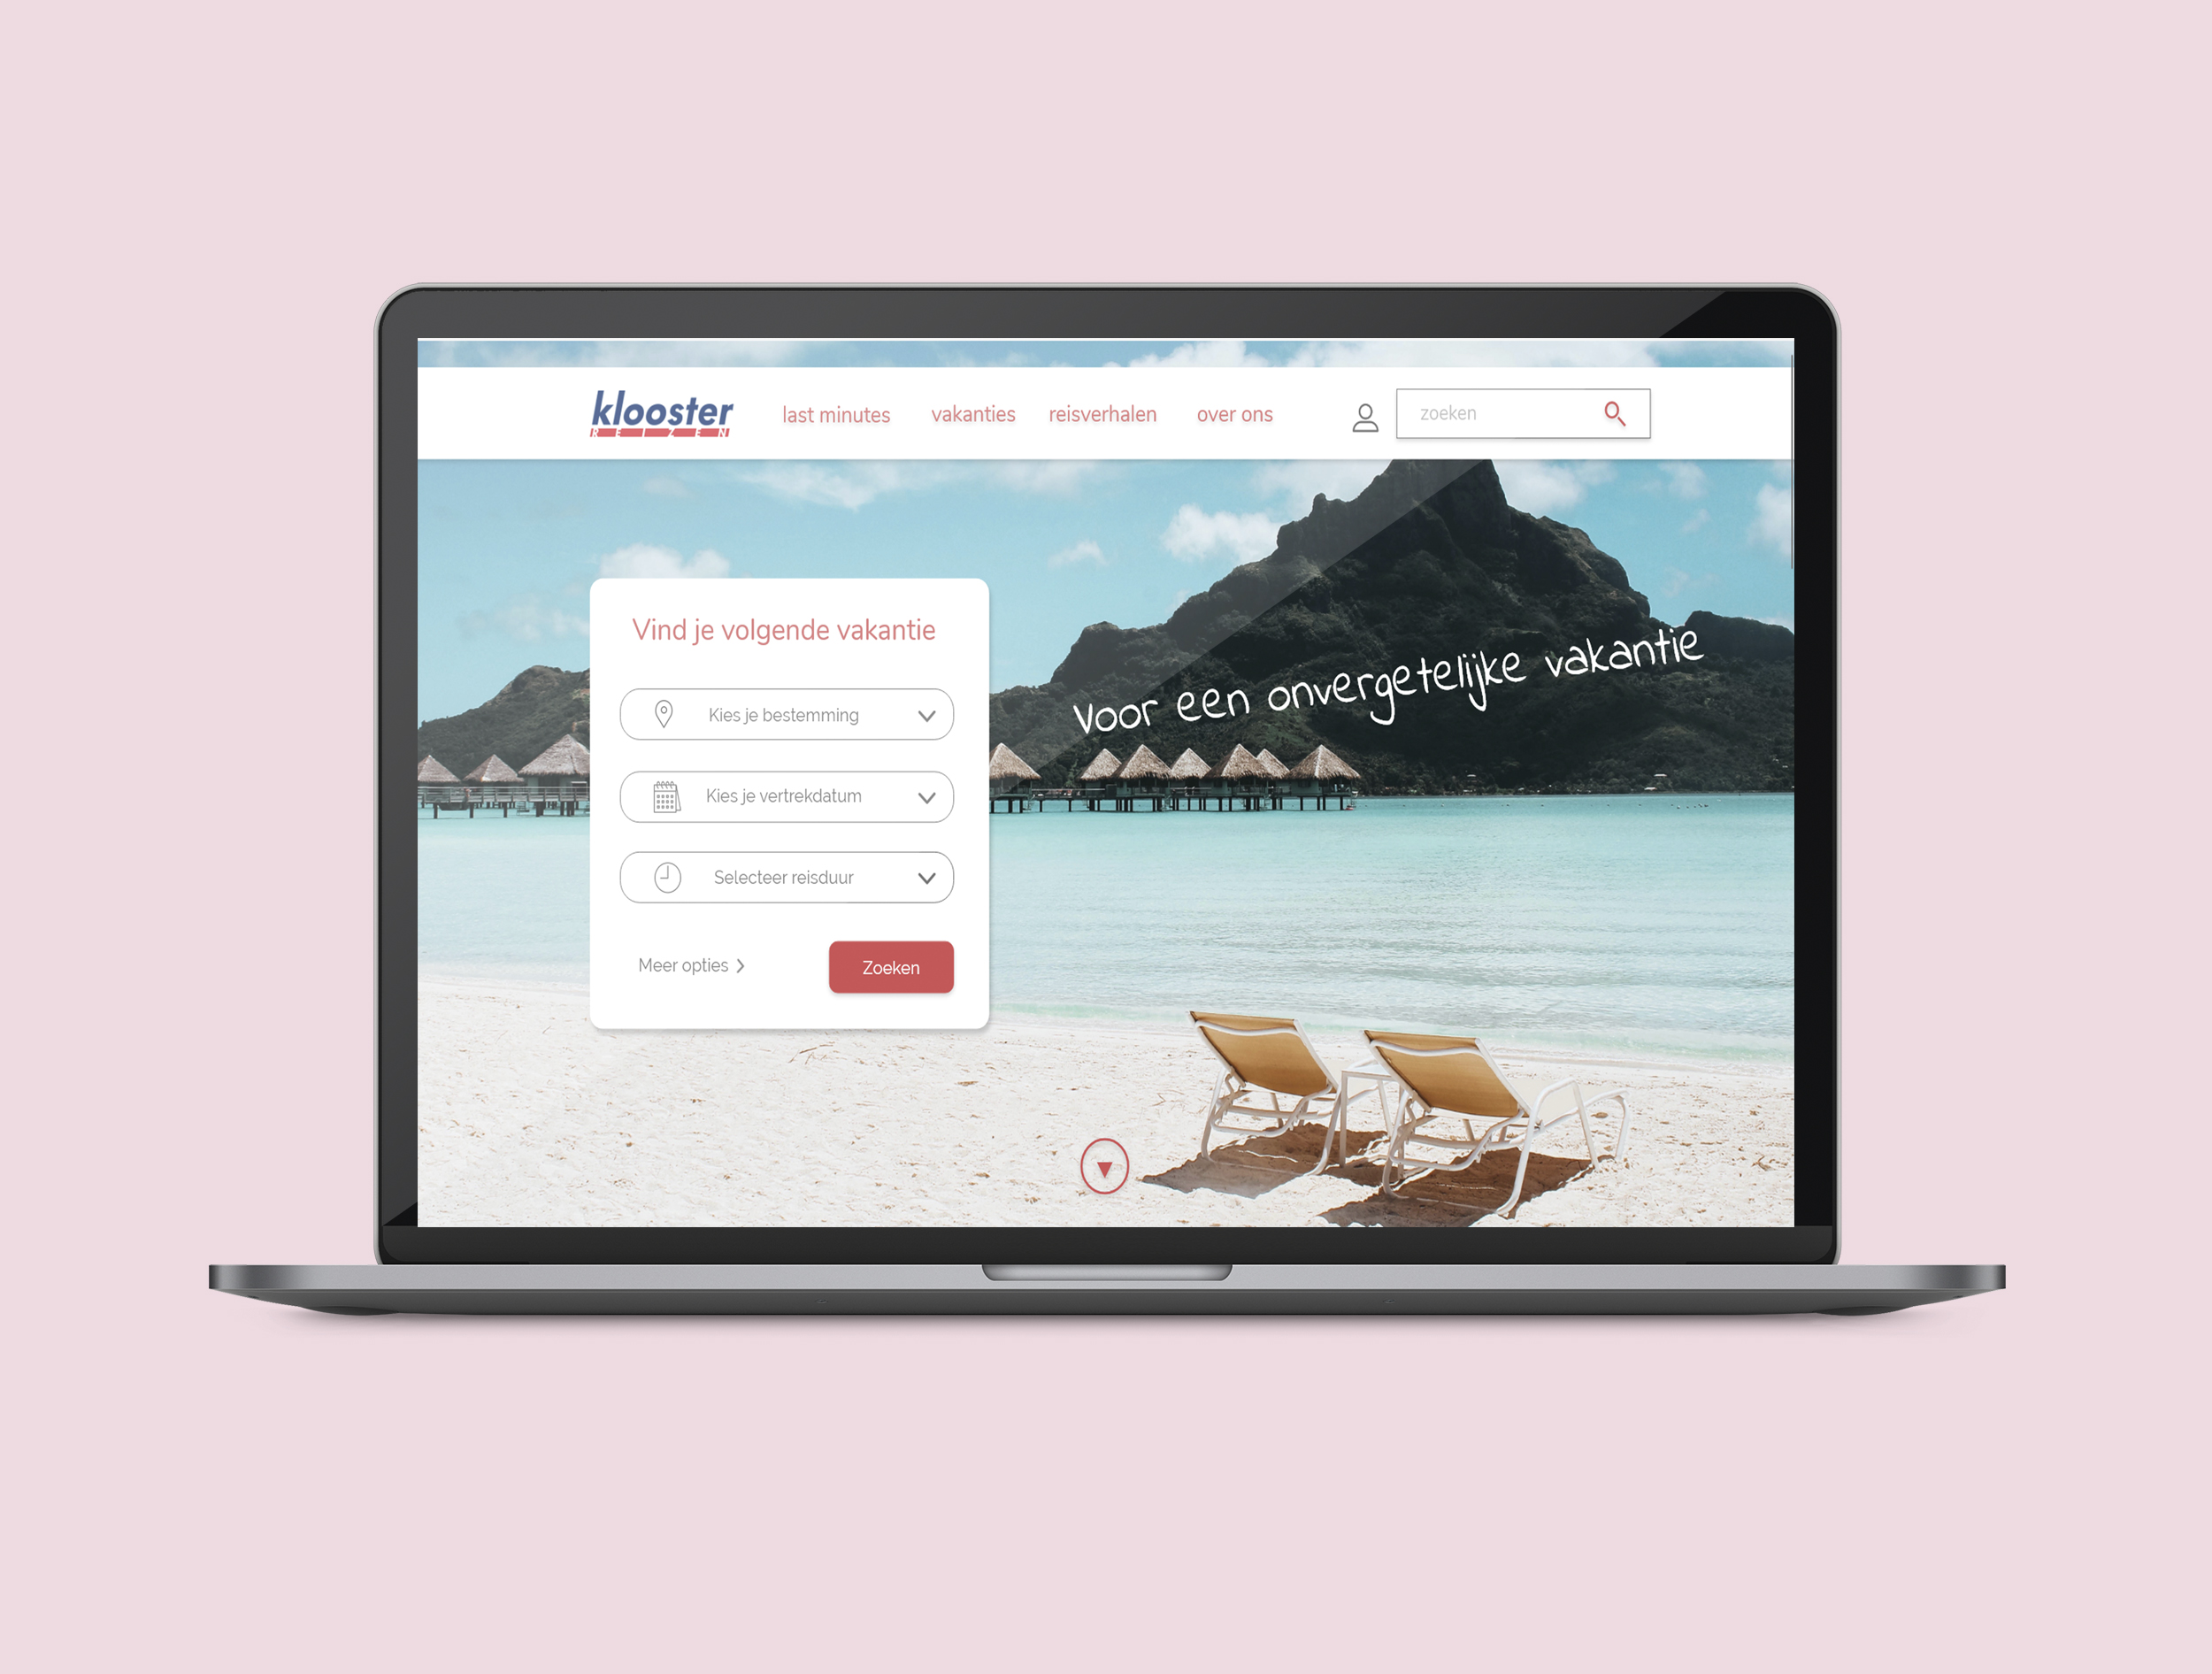 klooster
REIZEN
last minutes vakanties reisverhalen over ons
zoeken
Vind je volgende vakantie
Kies je bestemming
Kies je vertrekdatum
Selecteer reisduur
Meer opties
Zoeken
Voor een onvergetelijke vakantie